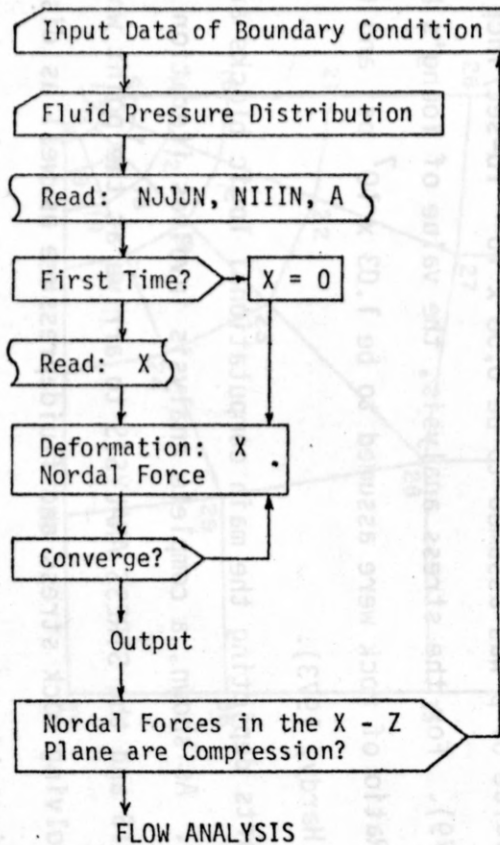 Input Data of Boundary Condition
Fluid Pressure Distribution
Read: NJJJN, NIIIN, A
First Time?
X = 0
Read: X
Deformation: X
Nordal Force
Converge?
Output
Nordal Forces in the X - Z
Plane are Compression?
FLOW ANALYSIS